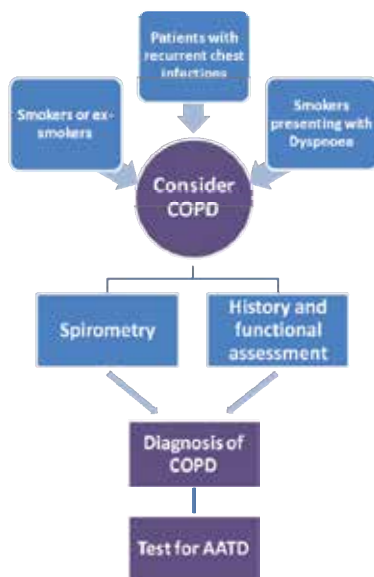 Patients with
recurrent chest
infections
Smokers or ex-
smokers
Smokers
presenting with
Dyspnoea
Consider
COPD
Spirometry
History and
functional
assessment
Diagnosis of
COPD
Test for AATD